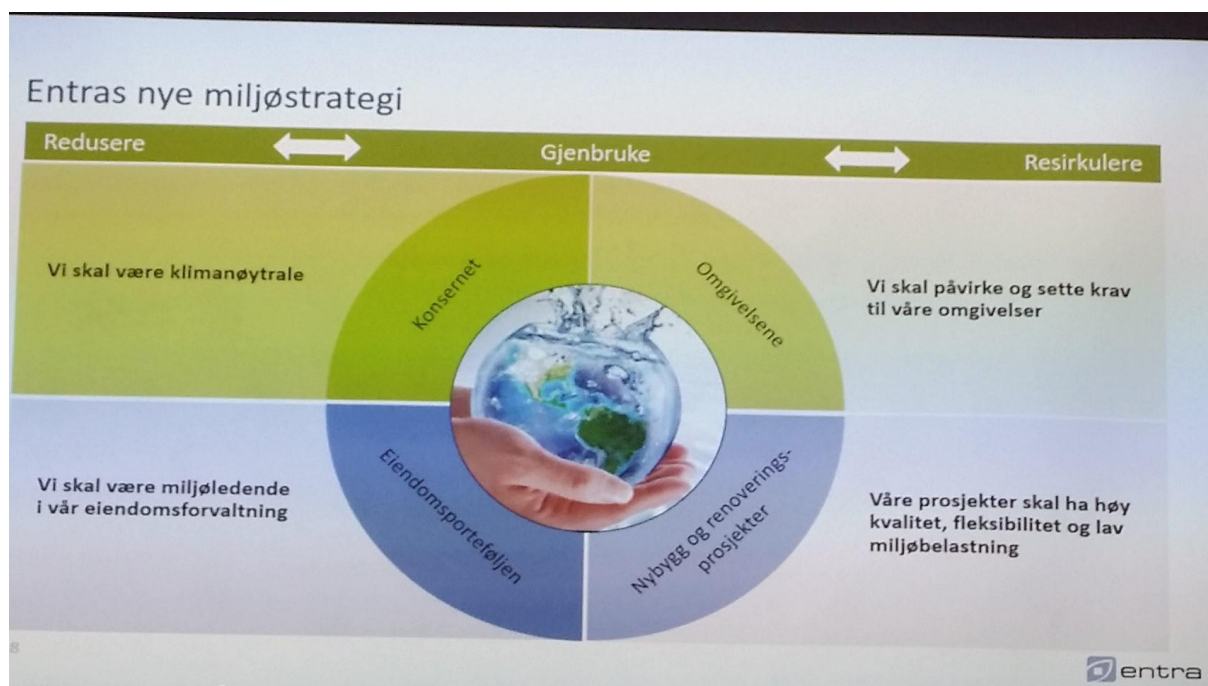 Entras nye miljøstrategi
Redusere
Gjenbruke
Resirkulere
Vi skal være klimanøytrale
Konsernet
Omgivelsene
Vi skal påvirke og sette krav
til våre omgivelser
Vi skal være miljøledende
i vår eiendomsforvaltning
Eiendomsporteføljen
Nybygg og renoverings-
prosjekter
Våre prosjekter skal ha høy
kvalitet, fleksibilitet og lav
miljøbelastning
8
entra